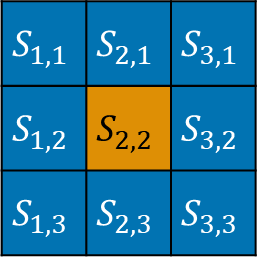 S1,1 S2,1 S3,1
S1,2 S2,2 S3,2
S1,3 S2,3 S3,3